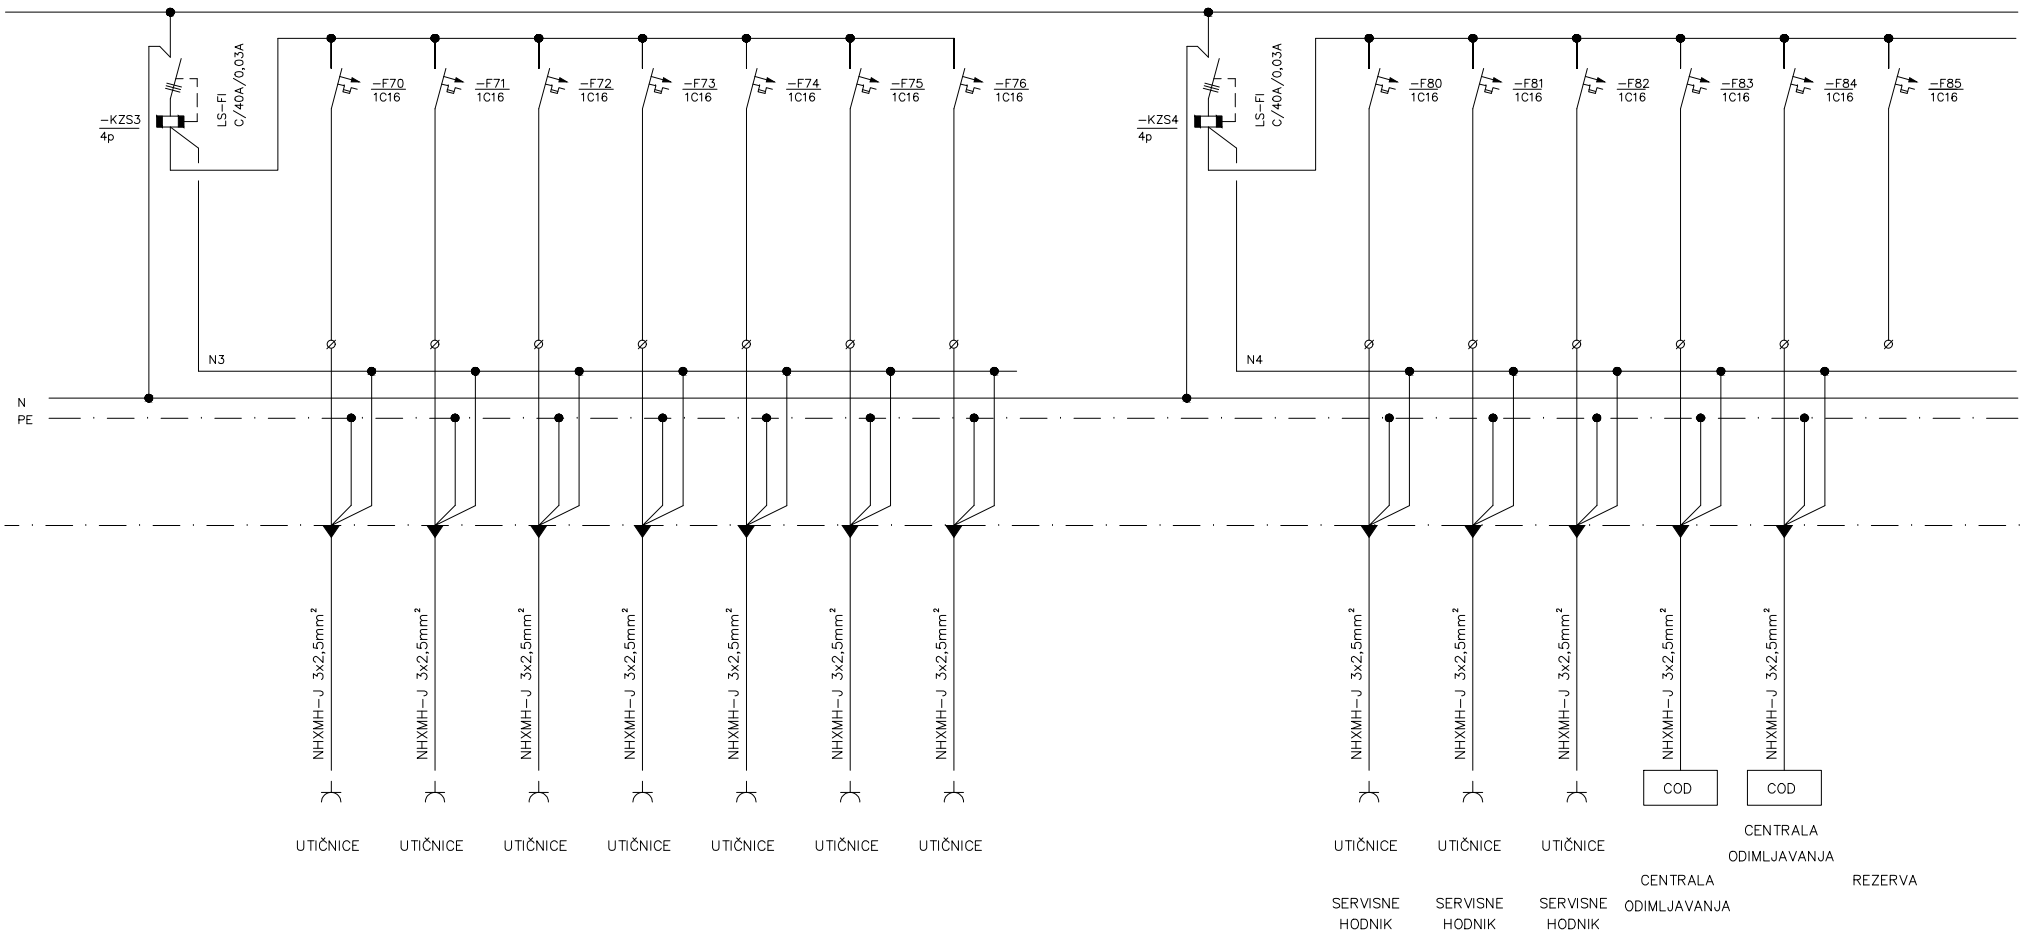 -KZS3
4p
LS-FI
C/40A/0,03A
-F70
1C16
-F71
1C16
-F72
1C16
-F73
1C16
-F74
1C16
-F75
1C16
-F76
1C16
-KZS4
4p
LS-FI
C/40A/0,03A
-F80
1C16
-F81
1C16
-F82
1C16
-F83
1C16
-F84
1C16
-F85
1C16
N3
N4
N
PE
NHXMH-J 3x2,5mm²
NHXMH-J 3x2,5mm²
NHXMH-J 3x2,5mm²
NHXMH-J 3x2,5mm²
NHXMH-J 3x2,5mm²
NHXMH-J 3x2,5mm²
NHXMH-J 3x2,5mm²
NHXMH-J 3x2,5mm²
NHXMH-J 3x2,5mm²
NHXMH-J 3x2,5mm²
NHXMH-J 3x2,5mm²
NHXMH-J 3x2,5mm²
COD
COD
UTIČNICE
UTIČNICE
UTIČNICE
UTIČNICE
UTIČNICE
UTIČNICE
UTIČNICE
UTIČNICE
SERVISNE
HODNIK
UTIČNICE
SERVISNE
HODNIK
UTIČNICE
SERVISNE
HODNIK
CENTRALA
ODIMLJAVANJA
CENTRALA
ODIMLJAVANJA
REZERVA